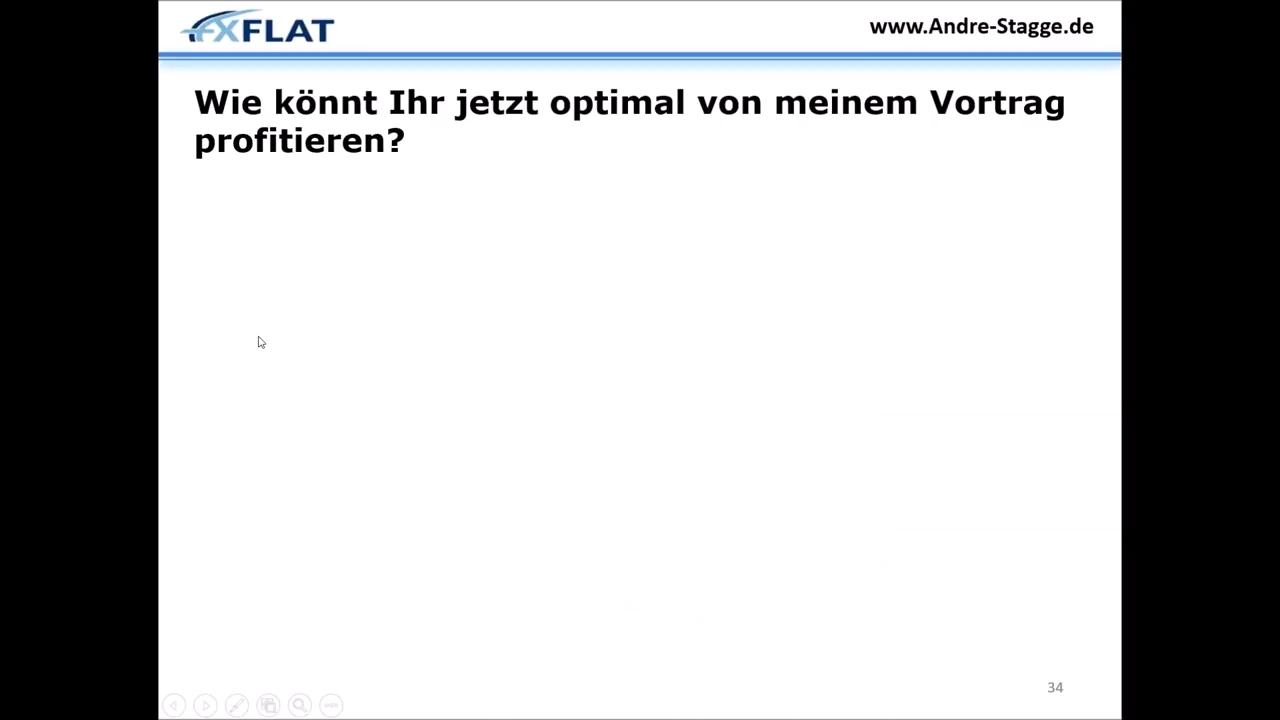 FXFLAT
www.Andre-Stagge.de
Wie könnt Ihr jetzt optimal von meinem Vortrag
profitieren?
34